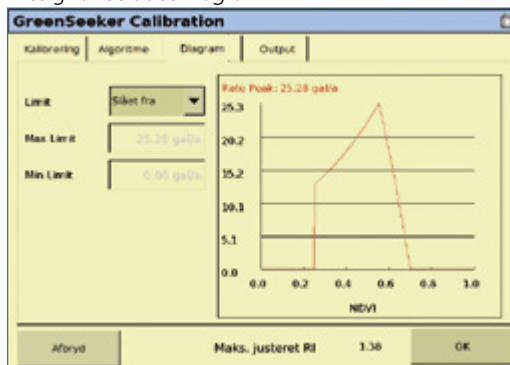 GreenSeeker Calibration
Kalibrering
Algoritme
Diagram
Output
Limit
Slået fra
Max Limit
25.28 gal/a
Min Limit
0.00 gal/a
Rate Peak: 25.28 gal/a
25.3
20.2
15.2
10.1
5.1
0.0
0.0 0.2 0.4 0.6 0.8 1.0
NDVI
Afbryd
Maks. justeret RI 1.38
OK